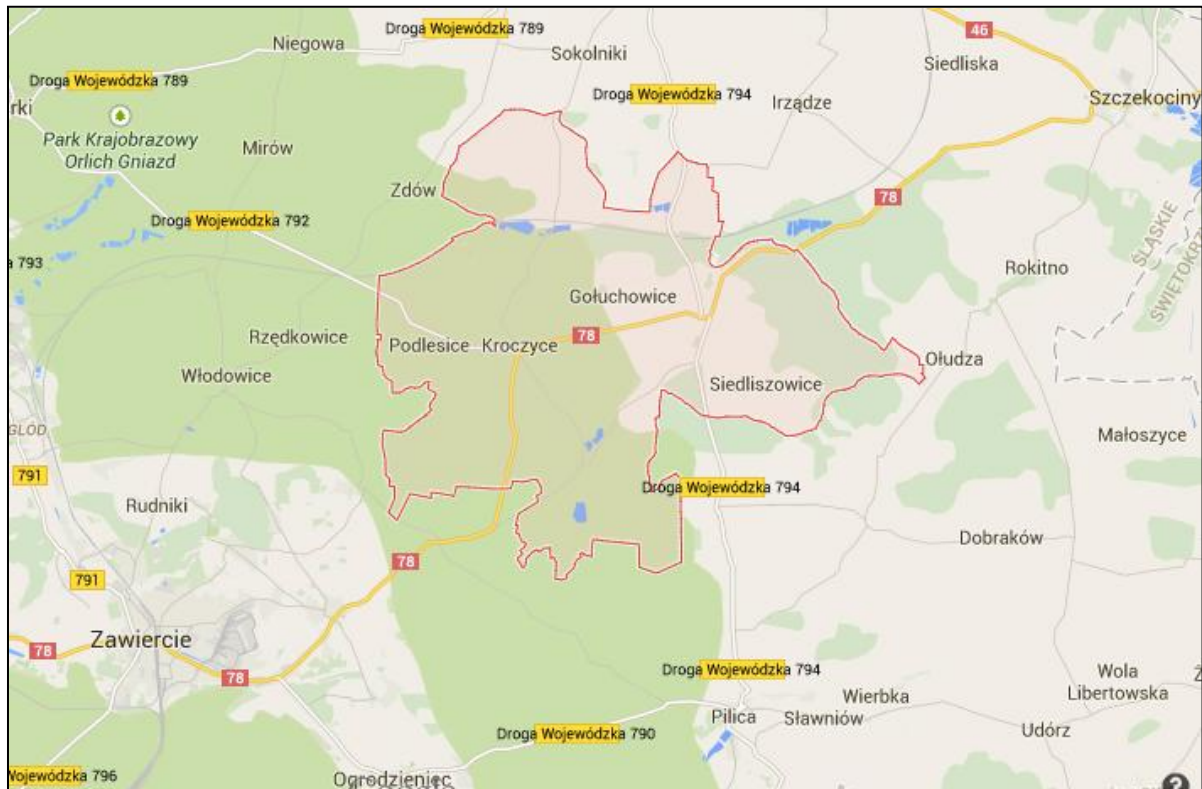 Droga Wojewódzka 789
46
Niegowa
Sokolniki
Siedliska
Droga Wojewódzka 789
Droga Wojewódzka 794
Irządze
Szczekociny
rki
Park Krajobrazowy
Orlich Gniazd
Mirów
Zdów
78
Droga Wojewódzka 792
ŚLĄSKIE
793
Rokitno
ŚWIĘTOKRZ
Gołuchowice
Rzędkowice
Podlesice
Kroczyce
78
Ołudza
Włodowice
Siedliszowice
GŁÓD
Małoszyce
791
Droga Wojewódzka 794
Rudniki
Dobraków
78
791
Zawiercie
78
78
Droga Wojewódzka 794
Wola
Libertowska
Wierbka
Pilica
Sławniów
Udórz
Droga Wojewódzka 790
Wojewódzka 796
Ogrodzieniec
?